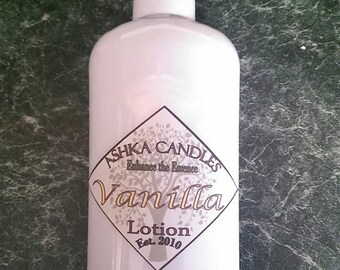 ASHKA CANDLES
Enhance the Essence
Vanilla
Lotion
Est. 2010